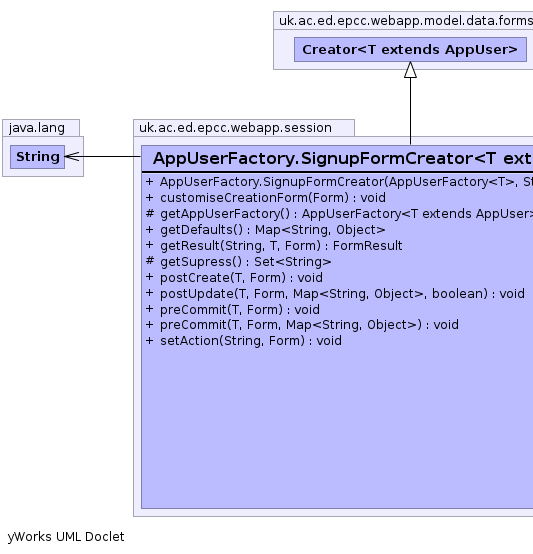 uk.ac.ed.epcc.webapp.model.data.forms
Creator<T extends AppUser>
java.lang
String
uk.ac.ed.epcc.webapp.session
AppUserFactory.SignupFormCreator<T ext
+ AppUserFactory.SignupFormCreator(AppUserFactory<T>, St
+ customiseCreationForm(Form) : void
# getAppUserFactory() : AppUserFactory<T extends AppUser>
+ getDefaults() : Map<String, Object>
+ getResult(String, T, Form) : FormResult
# getSupress() : Set<String>
+ postCreate(T, Form) : void
+ postUpdate(T, Form, Map<String, Object>, boolean) : void
+ preCommit(T, Form) : void
+ preCommit(T, Form, Map<String, Object>) : void
+ setAction(String, Form) : void
yWorks UML Doclet